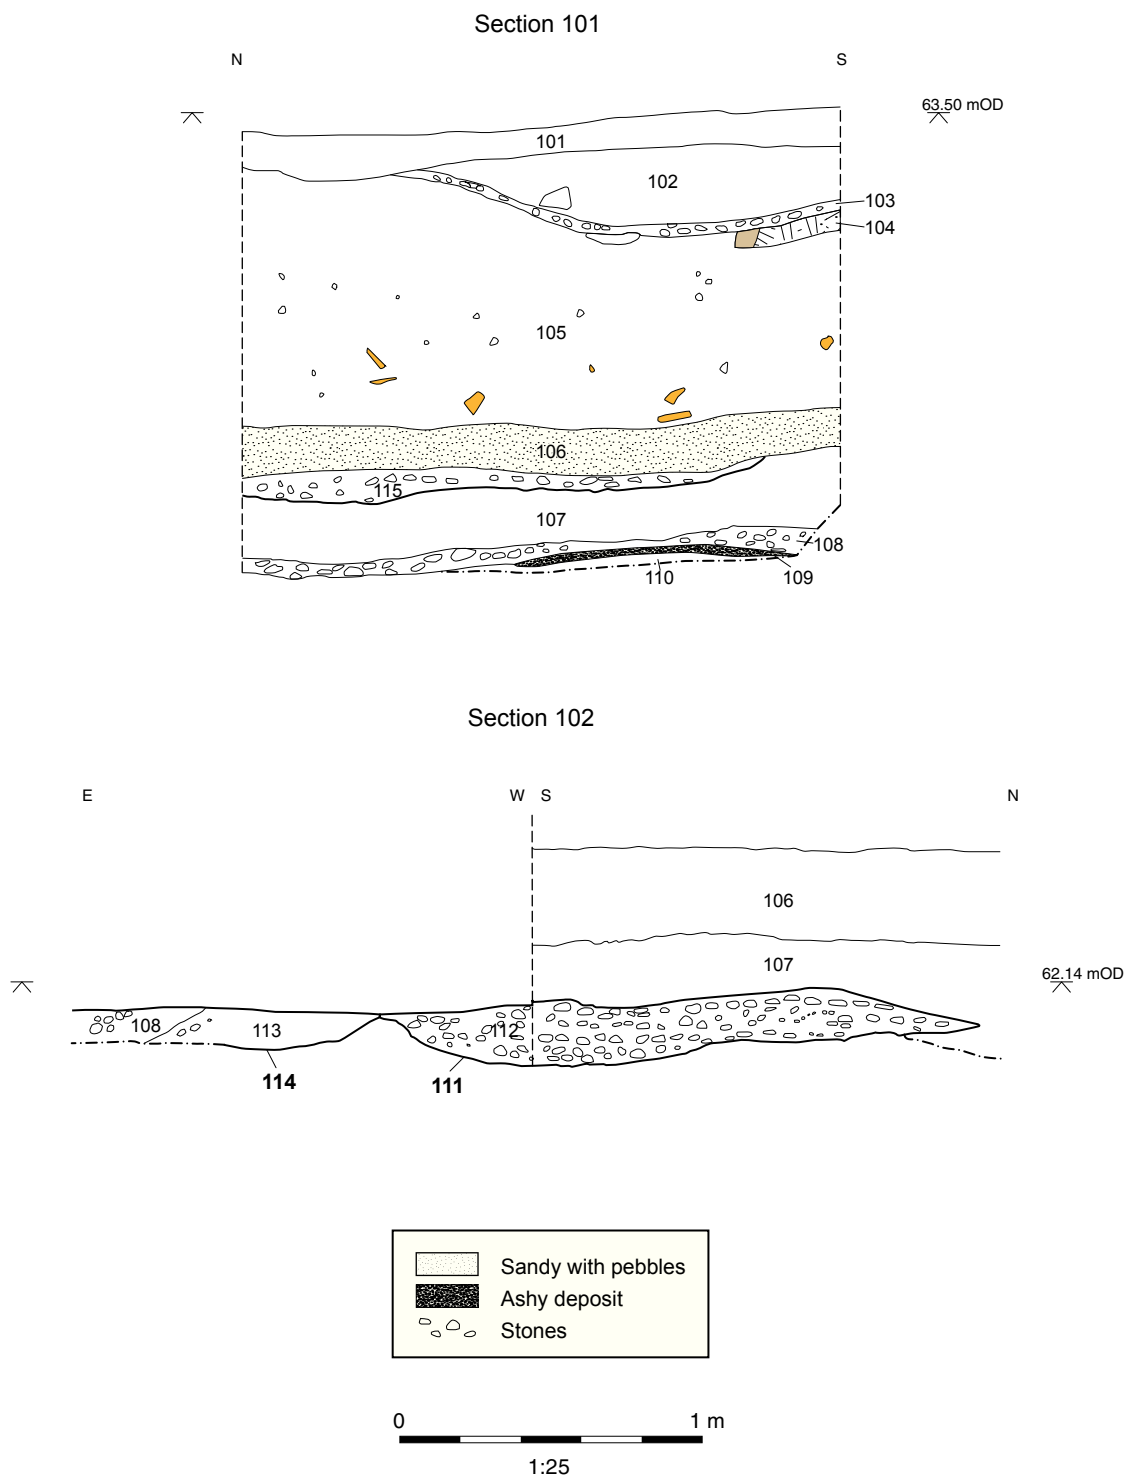 Section 101
N S
63.50 mOD
101
102
103
104
105
106
115
107
108
110 109
Section 102
E W S N
106
107
62.14 mOD
108 113 112
114 111
Sandy with pebbles
Ashy deposit
Stones
0 1 m
1:25